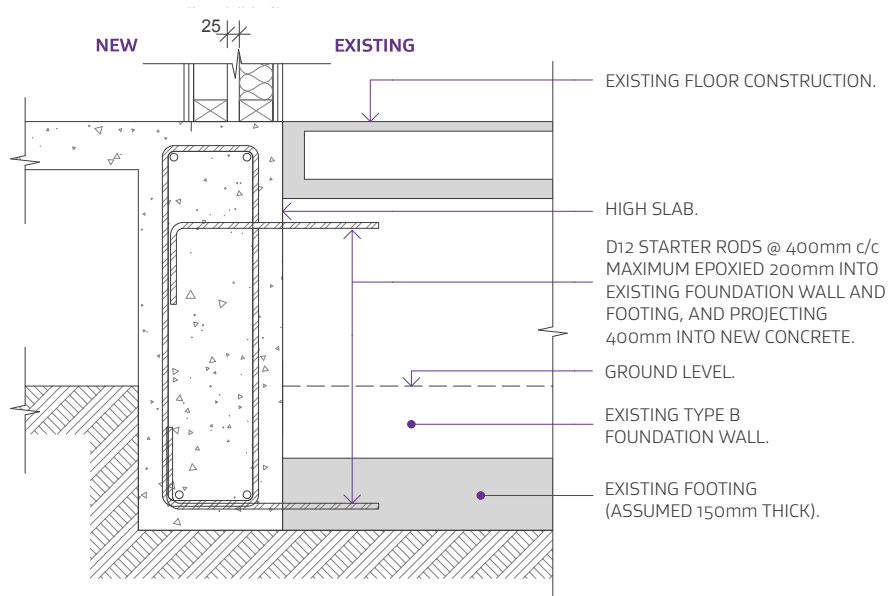 25
NEW
EXISTING
EXISTING FLOOR CONSTRUCTION.
HIGH SLAB.
D12 STARTER RODS @ 400mm c/c
MAXIMUM EPOXIED 200mm INTO
EXISTING FOUNDATION WALL AND
FOOTING, AND PROJECTING
400mm INTO NEW CONCRETE.
GROUND LEVEL.
EXISTING TYPE B
FOUNDATION WALL.
EXISTING FOOTING
(ASSUMED 150mm THICK).